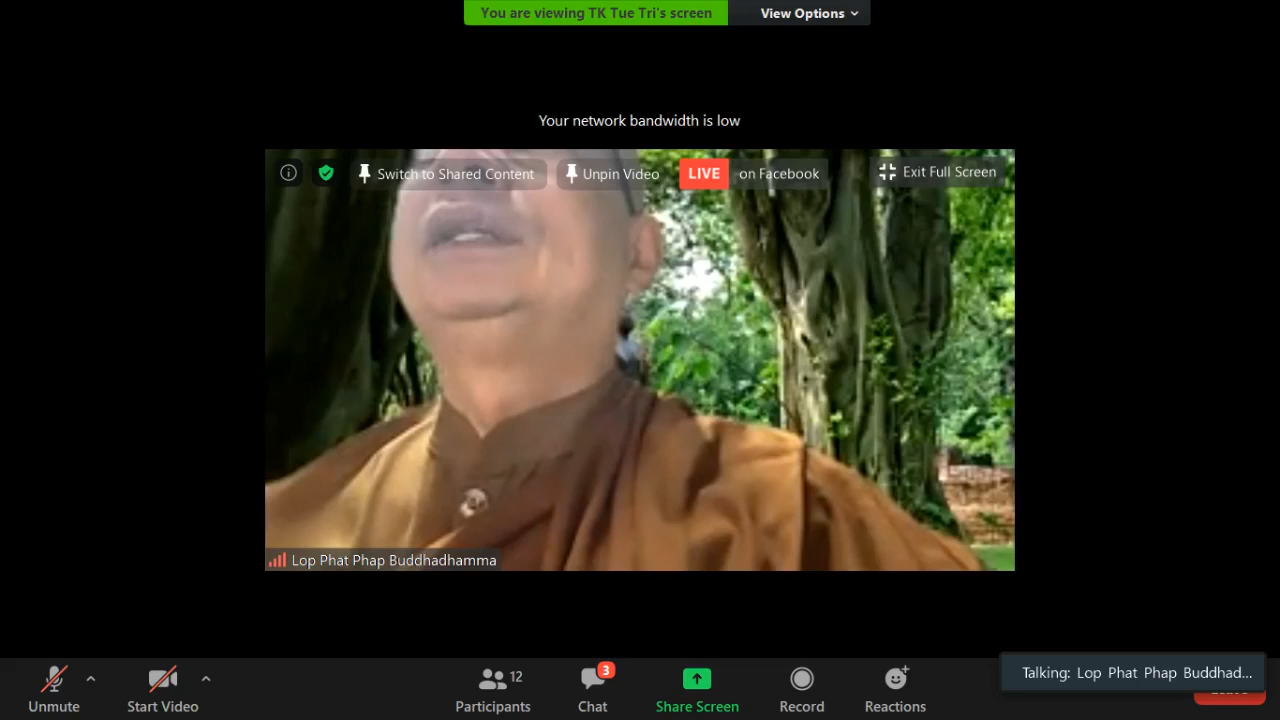 You are viewing TK Tue Tri's screen View Options
Your network bandwidth is low
Switch to Shared Content Unpin Video LIVE on Facebook Exit Full Screen
Lop Phat Phap Buddhadhamma
Talking: Lop Phat Phap Buddhad...
12 3
Unmute Start Video Participants Chat Share Screen Record Reactions